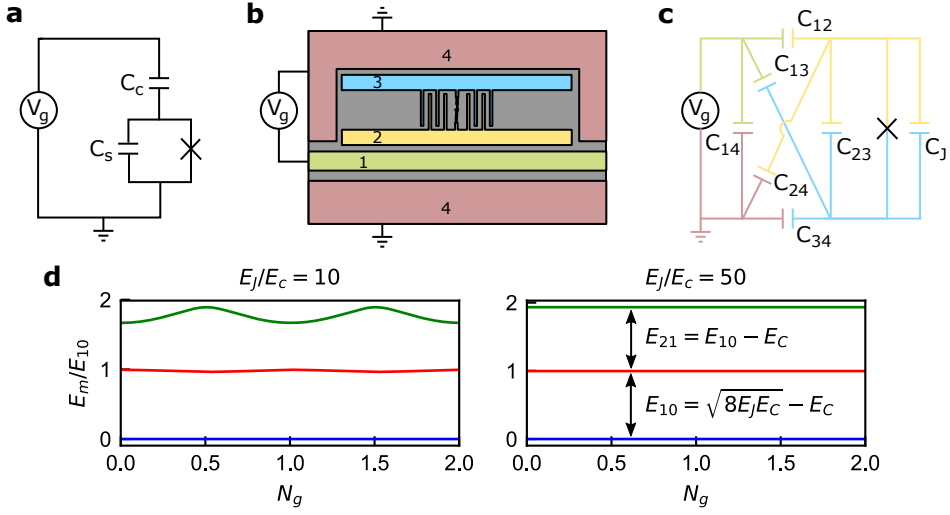 a
V_g
C_c
C_s
b
V_g
4
3
2
1
4
c
C_12
C_13
V_g
C_14
C_23
C_J
C_24
C_34
d
E_J/E_c = 10
E_m/E_10
2
1
0
0.0 0.5 1.0 1.5 2.0
N_g
E_J/E_c = 50
2
1
0
E_21 = E_10 − E_C
E_10 = √8E_JE_C − E_C
0.0 0.5 1.0 1.5 2.0
N_g